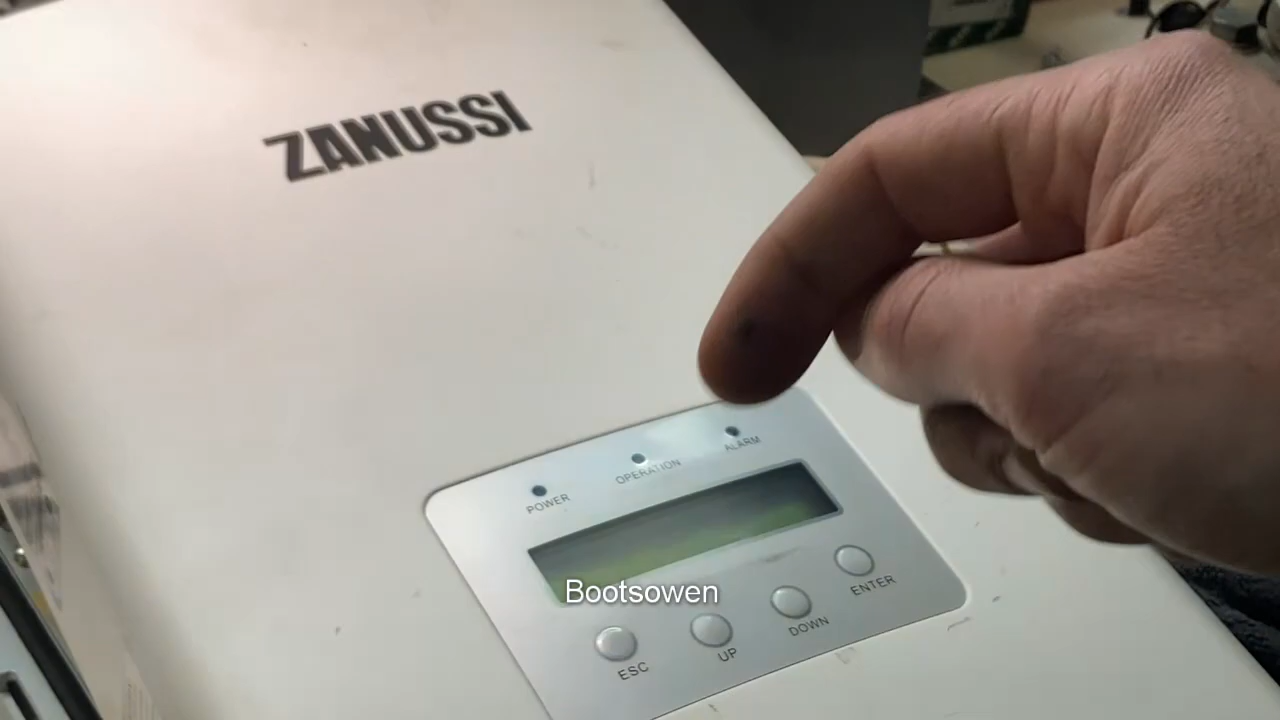 ZANUSSI
POWER
OPERATION
ALARM
Bootsowen
ESC
UP
DOWN
ENTER